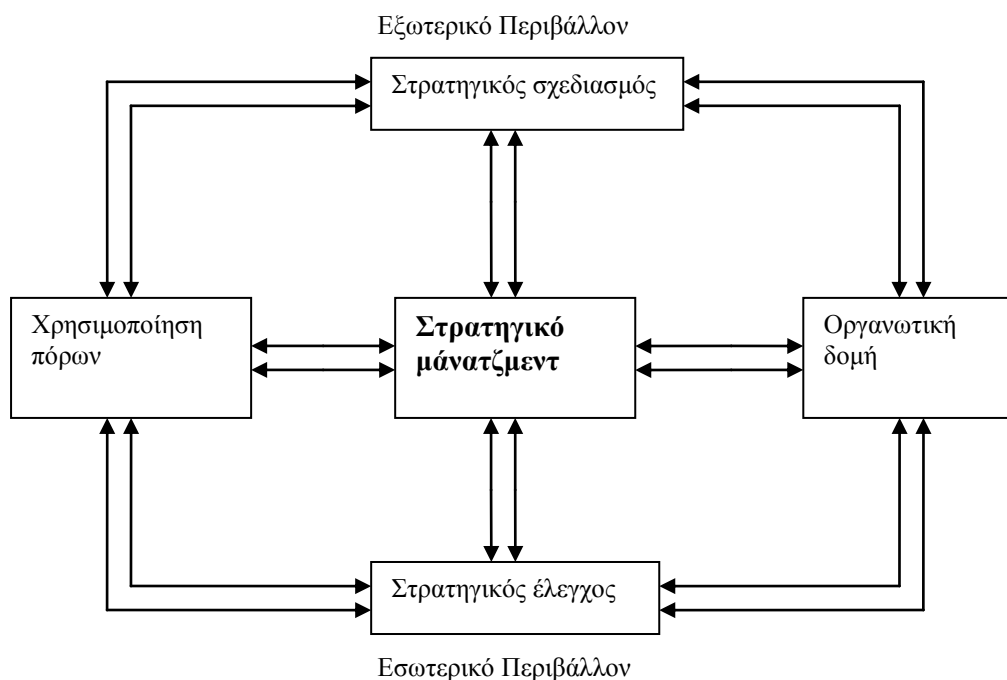 Εξωτερικό Περιβάλλον
Στρατηγικός σχεδιασμός
Χρησιμοποίηση
πόρων
Στρατηγικό
μάνατζμεντ
Οργανωτική
δομή
Στρατηγικός έλεγχος
Εσωτερικό Περιβάλλον